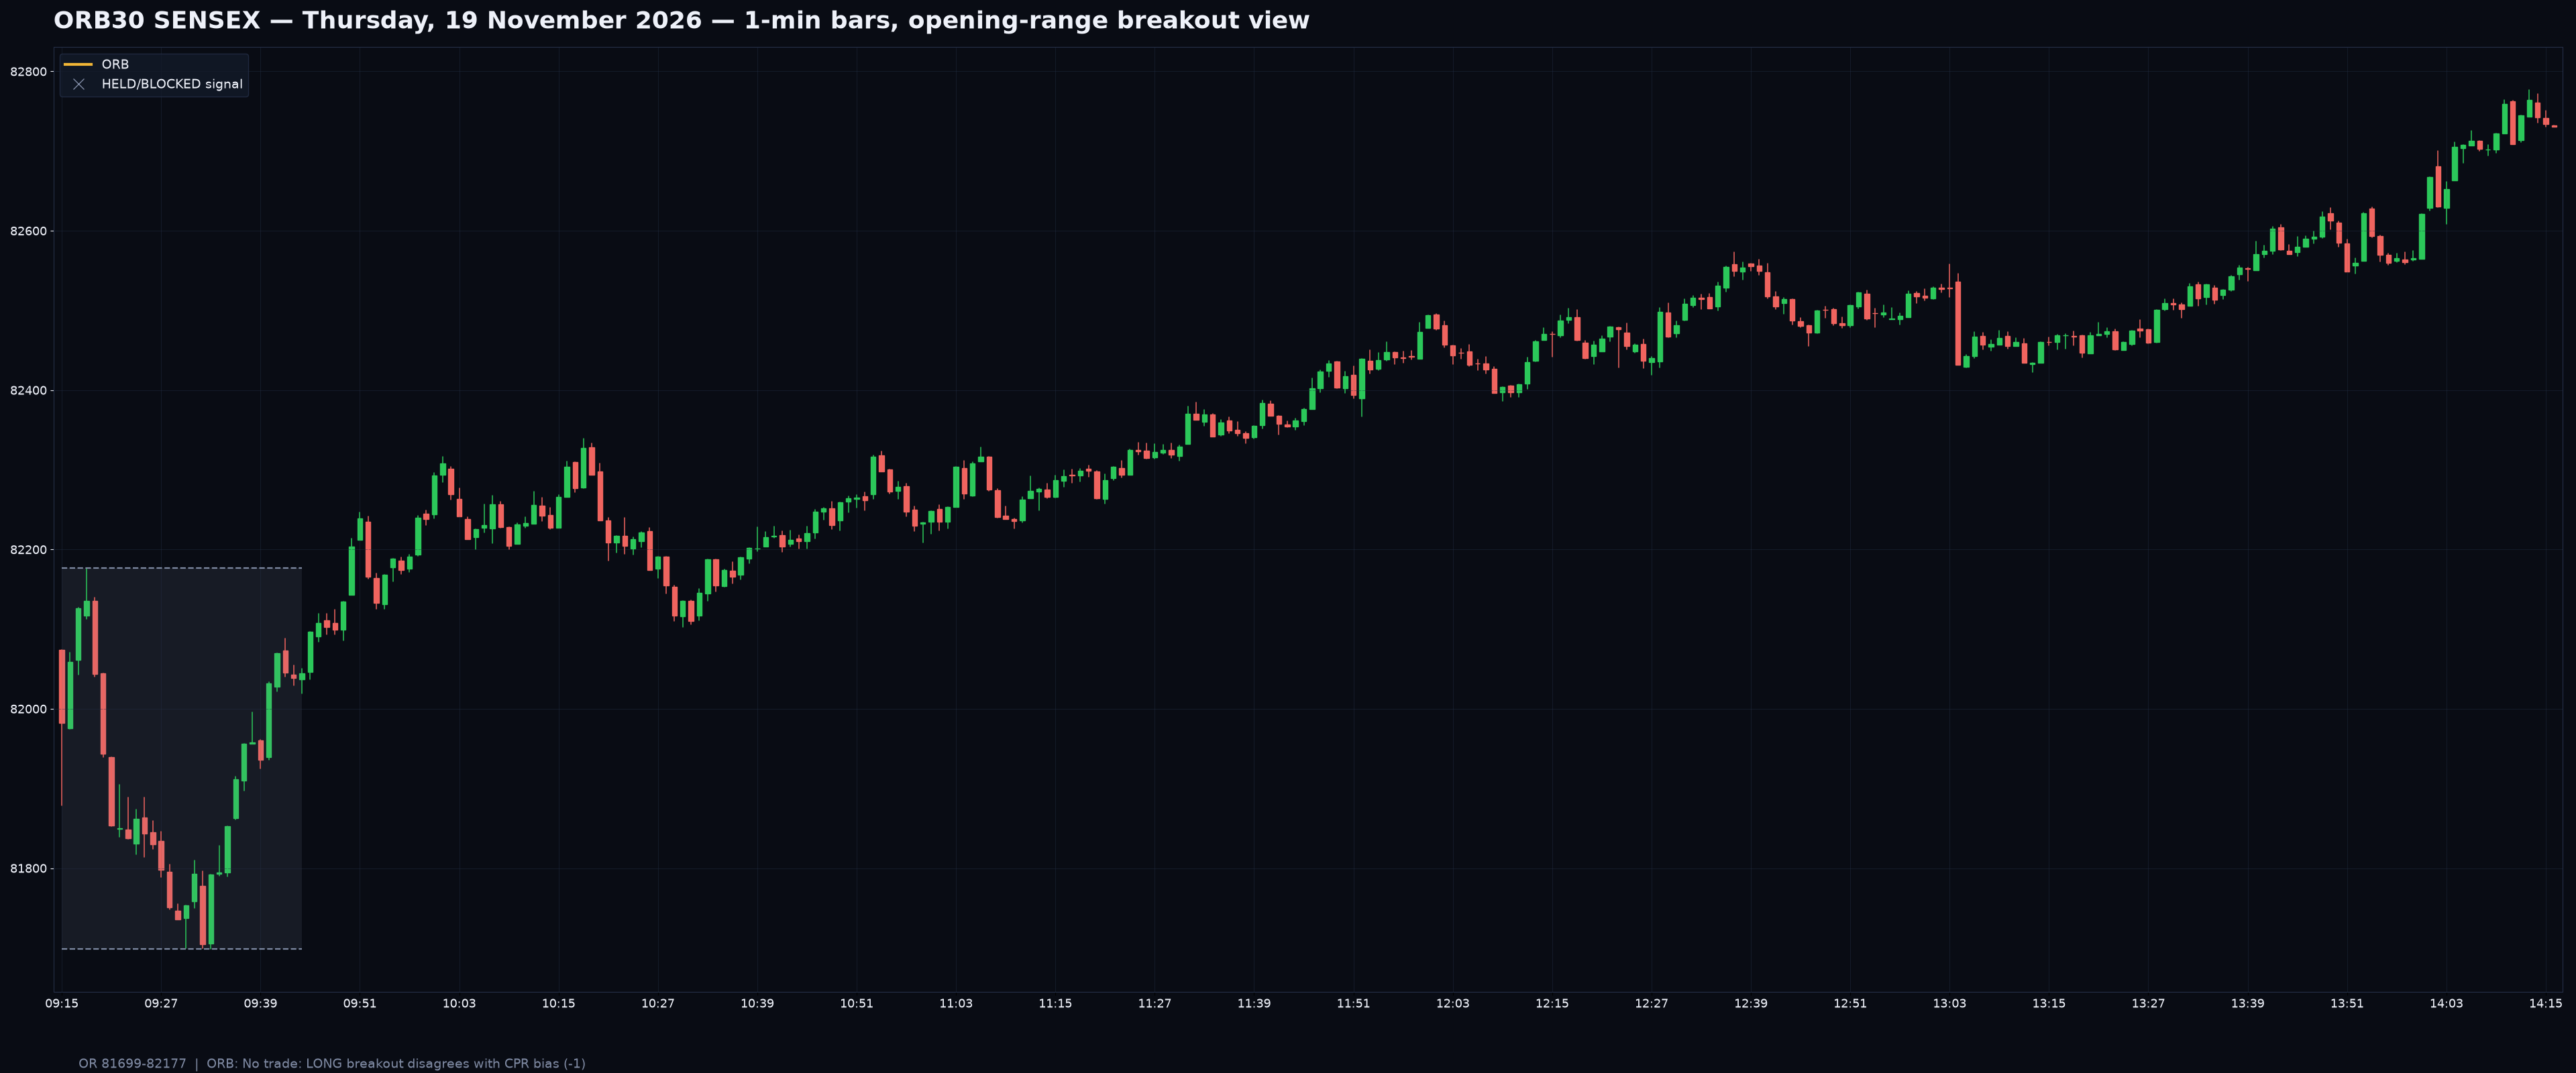 ORB30 SENSEX — Thursday, 19 November 2026 — 1-min bars, opening-range breakout view
ORB
HELD/BLOCKED signal
82800
82600
82400
82200
82000
81800
09:15 09:27 09:39 09:51 10:03 10:15 10:27 10:39 10:51 11:03 11:15 11:27 11:39 11:51 12:03 12:15 12:27 12:39 12:51 13:03 13:15 13:27 13:39 13:51 14:03 14:15
OR 81699-82177 | ORB: No trade: LONG breakout disagrees with CPR bias (-1)